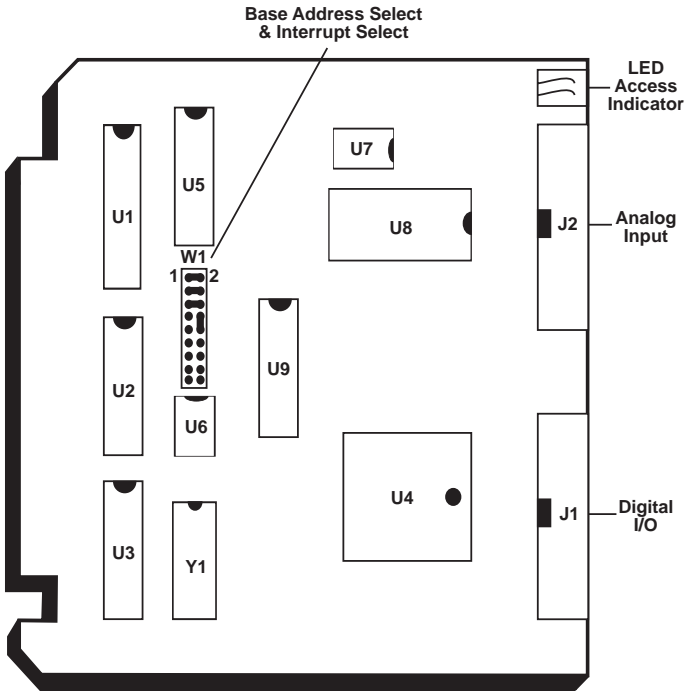 Base Address Select
& Interrupt Select
LED
Access
Indicator
U7
U5
U1
U8
J2
Analog
Input
W1
1 2
U9
U2
U6
U4
J1
Digital
I/O
U3
Y1